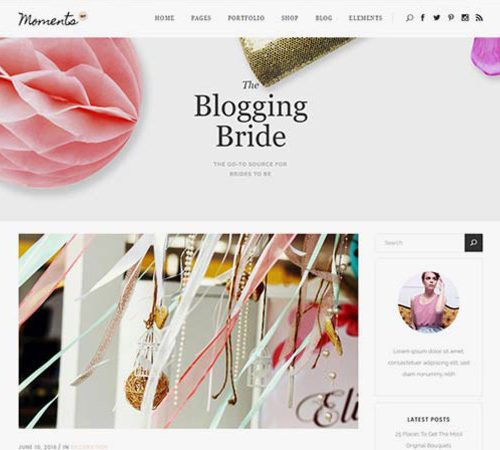 Moments
HOME PAGES PORTFOLIO SHOP BLOG ELEMENTS
The
Blogging
Bride
THE GO-TO SOURCE FOR
BRIDES TO BE
Search
Eli
Lorem ipsum dolor sit amet,
consectetuer adipiscing elit, sed
diam nonummy nibh.
LATEST POSTS
25 Places To Get The Most
Original Bouquets
JUNE 10, 2016 / IN DECORATION